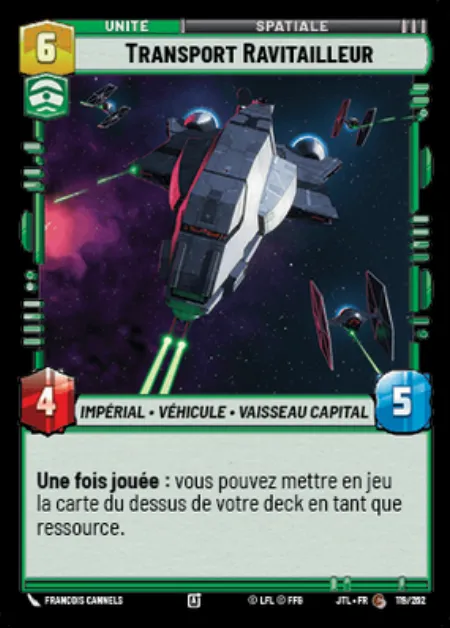 UNITÉ
SPATIALE
6
TRANSPORT RAVITAILLEUR
4
IMPÉRIAL • VÉHICULE • VAISSEAU CAPITAL
5
Une fois jouée : vous pouvez mettre en jeu
la carte du dessus de votre deck en tant que
ressource.
FRANCOIS CANNELS
A
© LFL © FFG
JTL • FR
C
119/262